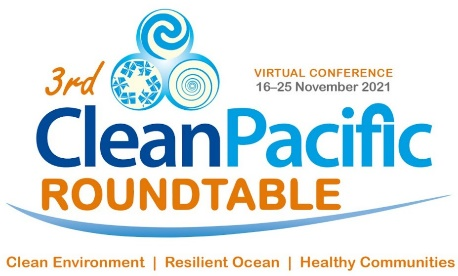 3rd
VIRTUAL CONFERENCE
16–25 November 2021
CleanPacific
ROUNDTABLE
Clean Environment | Resilient Ocean | Healthy Communities